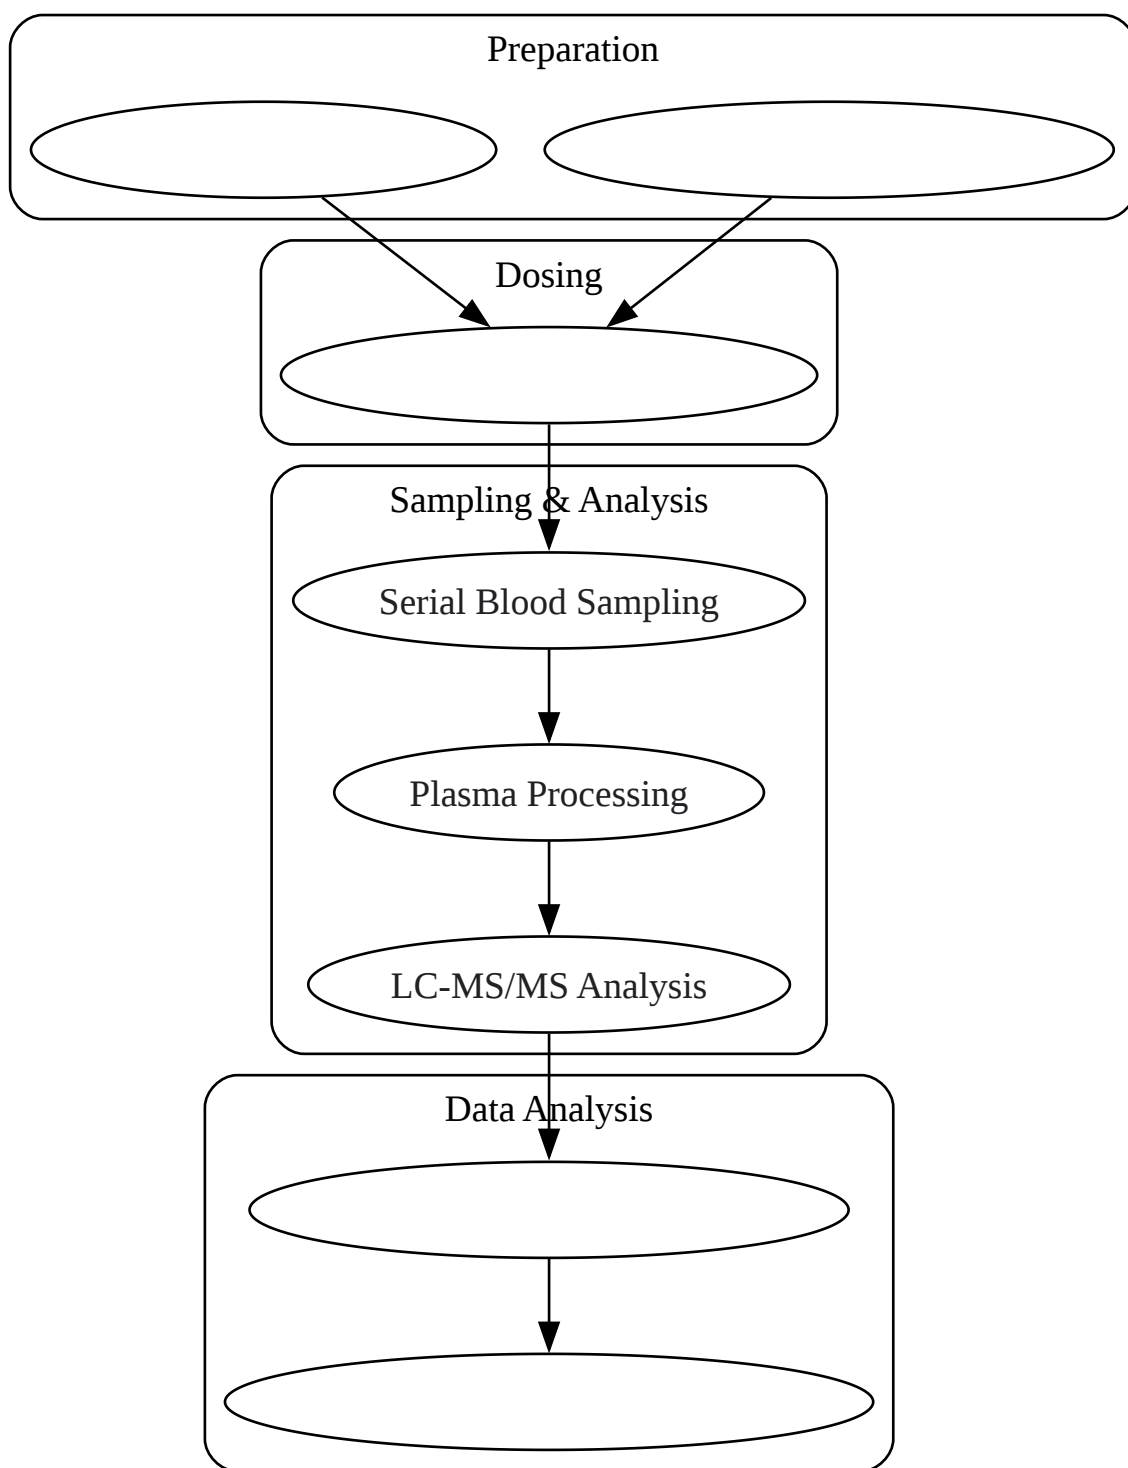 Preparation
Dosing
Sampling & Analysis
Serial Blood Sampling
Plasma Processing
LC-MS/MS Analysis
Data Analysis